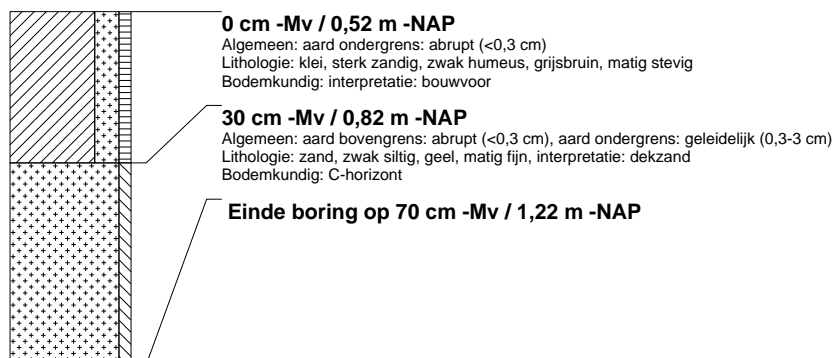 0 cm -Mv / 0,52 m -NAP
Algemeen: aard ondergrens: abrupt (<0,3 cm)
Lithologie: klei, sterk zandig, zwak humeus, grijsbruin, matig stevig
Bodemkundig: interpretatie: bouwvoor
30 cm -Mv / 0,82 m -NAP
Algemeen: aard bovengrens: abrupt (<0,3 cm), aard ondergrens: geleidelijk (0,3-3 cm)
Lithologie: zand, zwak siltig, geel, matig fijn, interpretatie: dekzand
Bodemkundig: C-horizont
Einde boring op 70 cm -Mv / 1,22 m -NAP